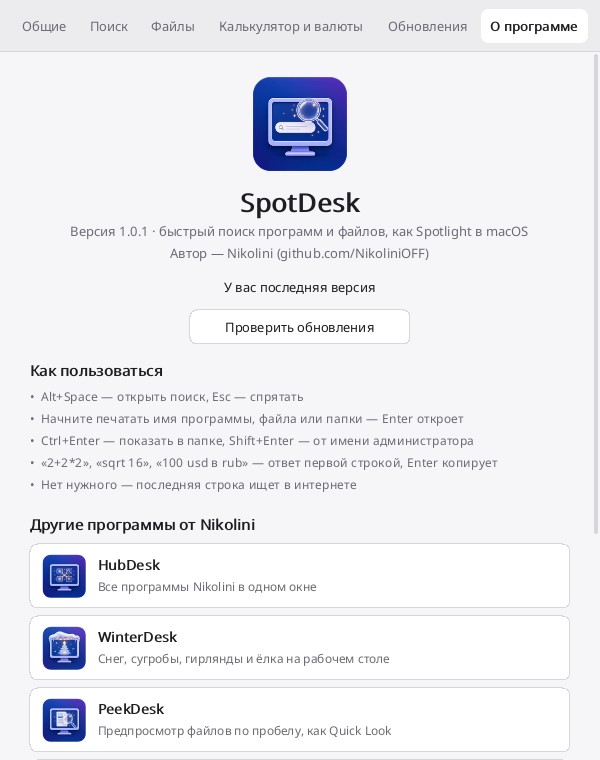 Общие Поиск Файлы Калькулятор и валюты Обновления О программе
SpotDesk
Версия 1.0.1 · быстрый поиск программ и файлов, как Spotlight в macOS
Автор — Nikolini (github.com/NikoliniOFF)
У вас последняя версия
Проверить обновления
Как пользоваться
• Alt+Space — открыть поиск, Esc — спрятать
• Начните печатать имя программы, файла или папки — Enter откроет
• Ctrl+Enter — показать в папке, Shift+Enter — от имени администратора
• «2+2*2», «sqrt 16», «100 usd в rub» — ответ первой строкой, Enter копирует
• Нет нужного — последняя строка ищет в интернете
Другие программы от Nikolini
HubDesk
Все программы Nikolini в одном окне
WinterDesk
Снег, сугробы, гирлянды и ёлка на рабочем столе
PeekDesk
Предпросмотр файлов по пробелу, как Quick Look